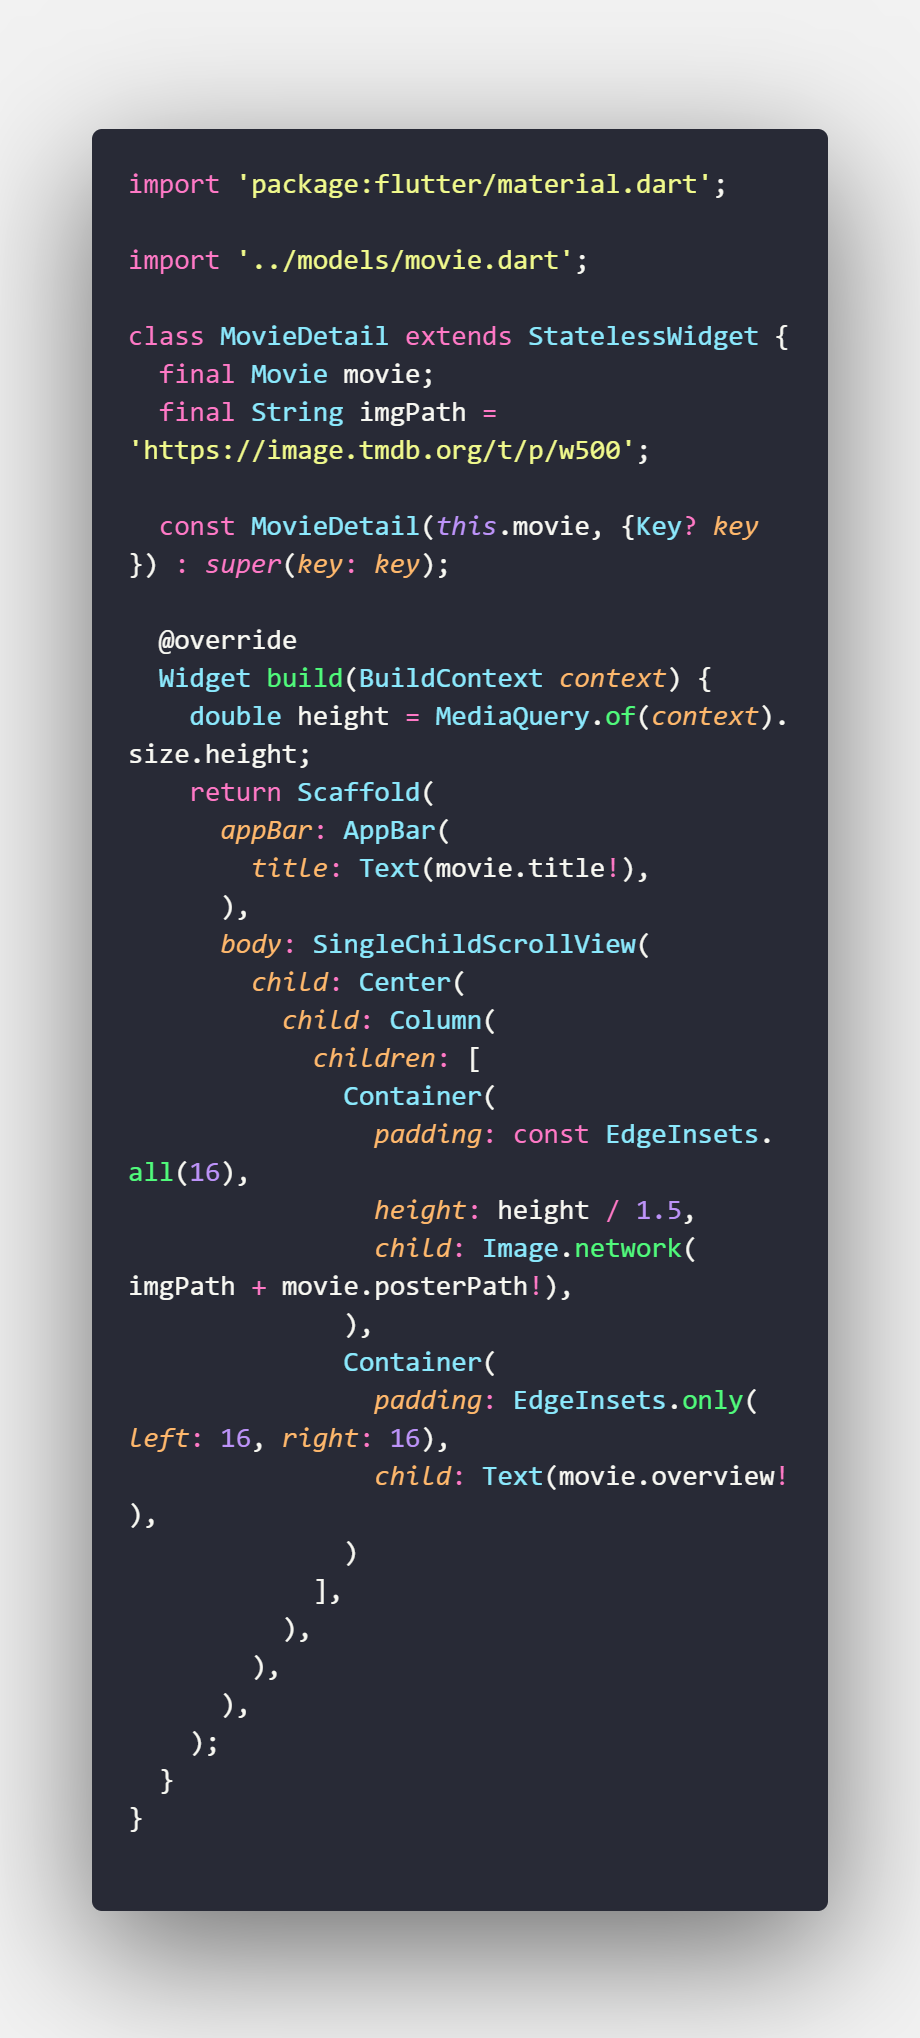 import 'package:flutter/material.dart';

import '../models/movie.dart';

class MovieDetail extends StatelessWidget {
  final Movie movie;
  final String imgPath =
'https://image.tmdb.org/t/p/w500';

  const MovieDetail(this.movie, {Key? key
}) : super(key: key);

  @override
  Widget build(BuildContext context) {
    double height = MediaQuery.of(context).
size.height;
    return Scaffold(
      appBar: AppBar(
        title: Text(movie.title!),
      ),
      body: SingleChildScrollView(
        child: Center(
          child: Column(
            children: [
              Container(
                padding: const EdgeInsets.
all(16),
                height: height / 1.5,
                child: Image.network(
imgPath + movie.posterPath!),
              ),
              Container(
                padding: EdgeInsets.only(
left: 16, right: 16),
                child: Text(movie.overview!
),
              )
            ],
          ),
        ),
      ),
    );
  }
}